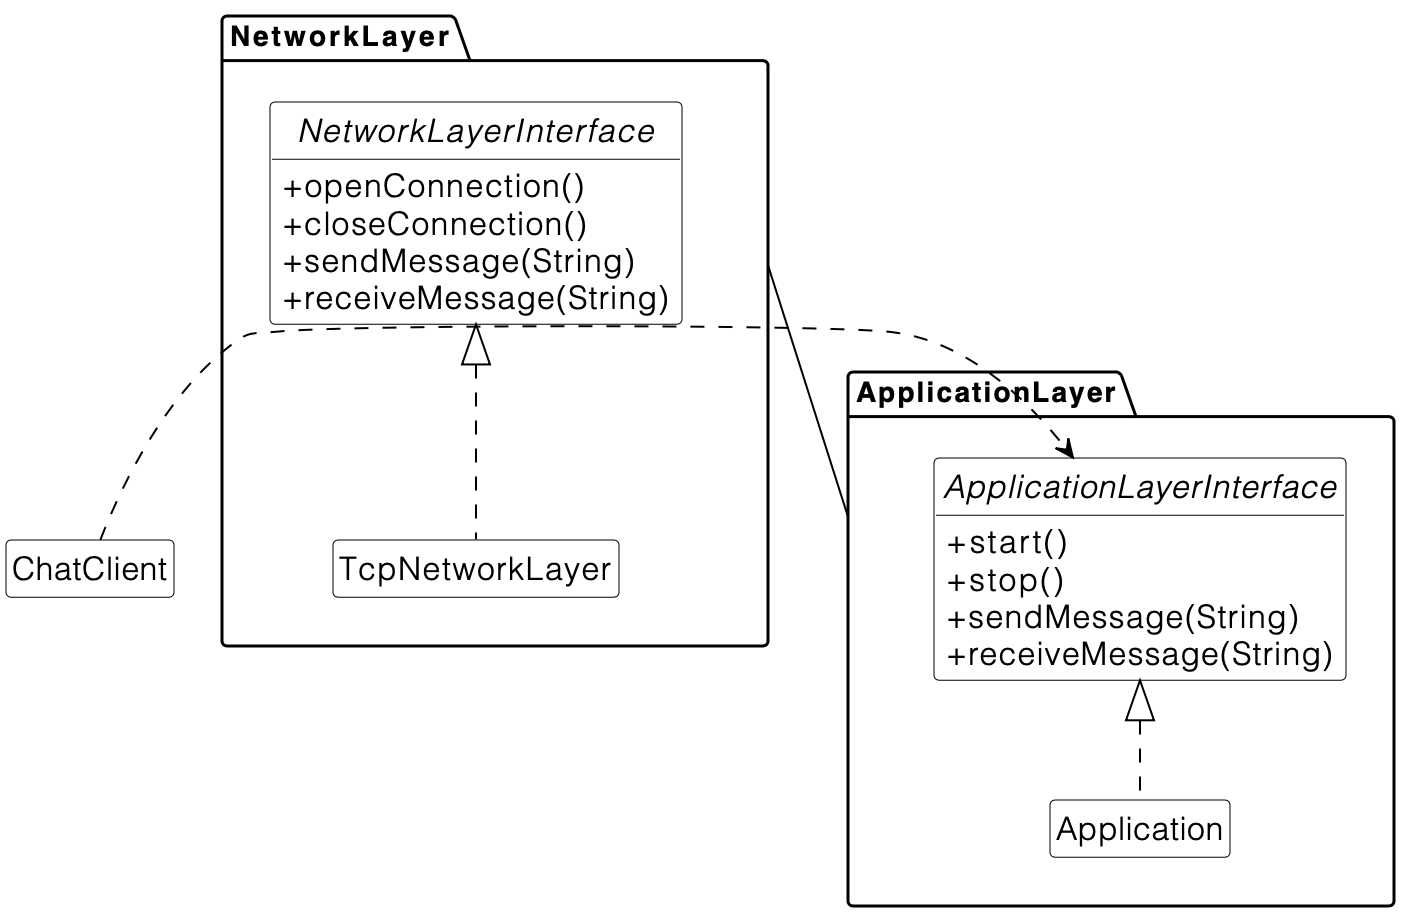 NetworkLayer
NetworkLayerInterface
+openConnection()
+closeConnection()
+sendMessage(String)
+receiveMessage(String)
ApplicationLayer
ApplicationLayerInterface
+start()
+stop()
+sendMessage(String)
+receiveMessage(String)
ChatClient
TcpNetworkLayer
Application